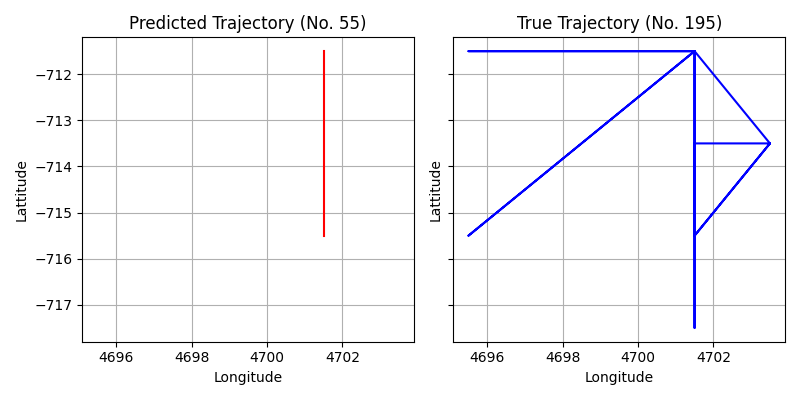 Predicted Trajectory (No. 55)
True Trajectory (No. 195)
Lattitude
−712
−713
−714
−715
−716
−717
4696
4698
4700
4702
Longitude
Lattitude
4696
4698
4700
4702
Longitude